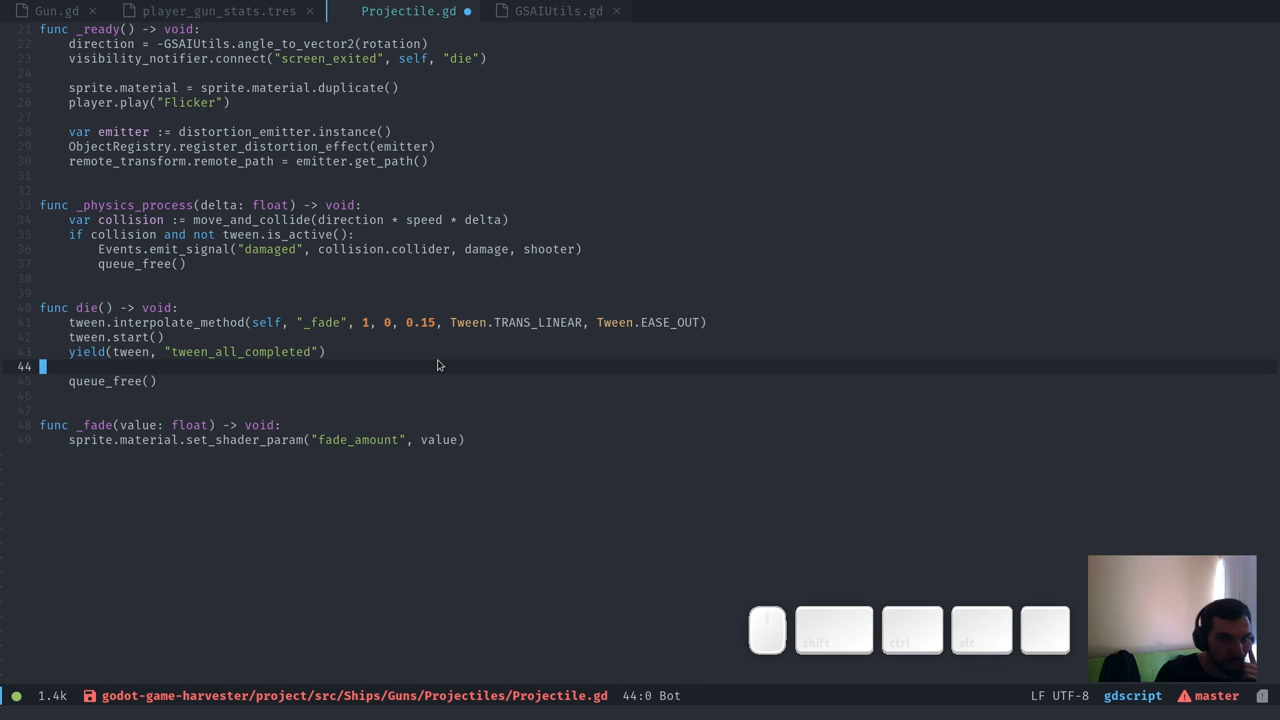 Gun.gd × player_gun_stats.tres × Projectile.gd ● GSAIUtils.gd ×
21 func _ready() -> void:
22     direction = -GSAIUtils.angle_to_vector2(rotation)
23     visibility_notifier.connect("screen_exited", self, "die")
24
25     sprite.material = sprite.material.duplicate()
26     player.play("Flicker")
27
28     var emitter := distortion_emitter.instance()
29     ObjectRegistry.register_distortion_effect(emitter)
30     remote_transform.remote_path = emitter.get_path()
31
32
33 func _physics_process(delta: float) -> void:
34     var collision := move_and_collide(direction * speed * delta)
35     if collision and not tween.is_active():
36         Events.emit_signal("damaged", collision.collider, damage, shooter)
37         queue_free()
38
39
40 func die() -> void:
41     tween.interpolate_method(self, "_fade", 1, 0, 0.15, Tween.TRANS_LINEAR, Tween.EASE_OUT)
42     tween.start()
43     yield(tween, "tween_all_completed")
44
45     queue_free()
46
47
48 func _fade(value: float) -> void:
49     sprite.material.set_shader_param("fade_amount", value)
shift ctrl alt
1.4k godot-game-harvester/project/src/Ships/Guns/Projectiles/Projectile.gd 44:0 Bot LF UTF-8 gdscript master